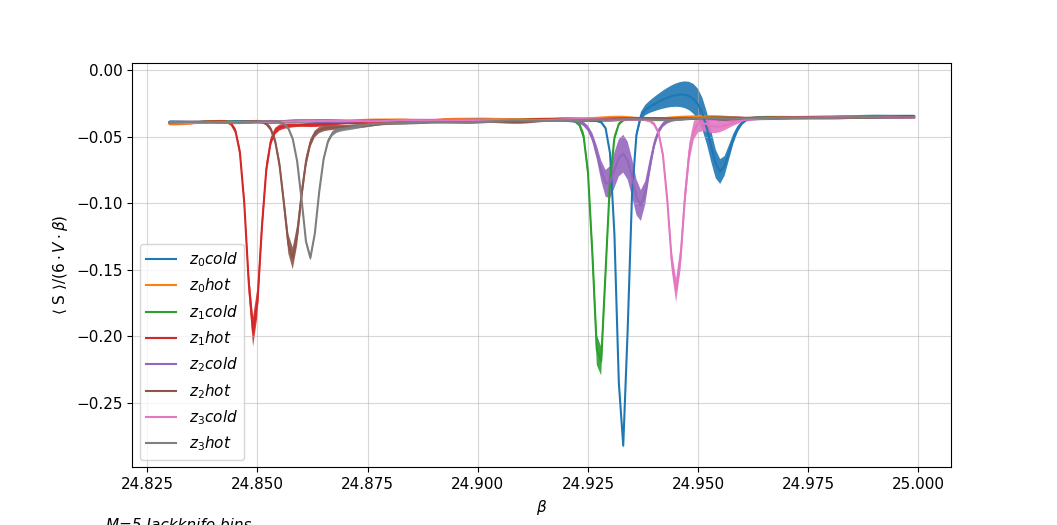 0.00
−0.05
−0.10
−0.15
−0.20
−0.25
⟨ S ⟩/(6 · V · β)
z₀cold
z₀hot
z₁cold
z₁hot
z₂cold
z₂hot
z₃cold
z₃hot
24.825 24.850 24.875 24.900 24.925 24.950 24.975 25.000
β
M=5 Jackknife bins